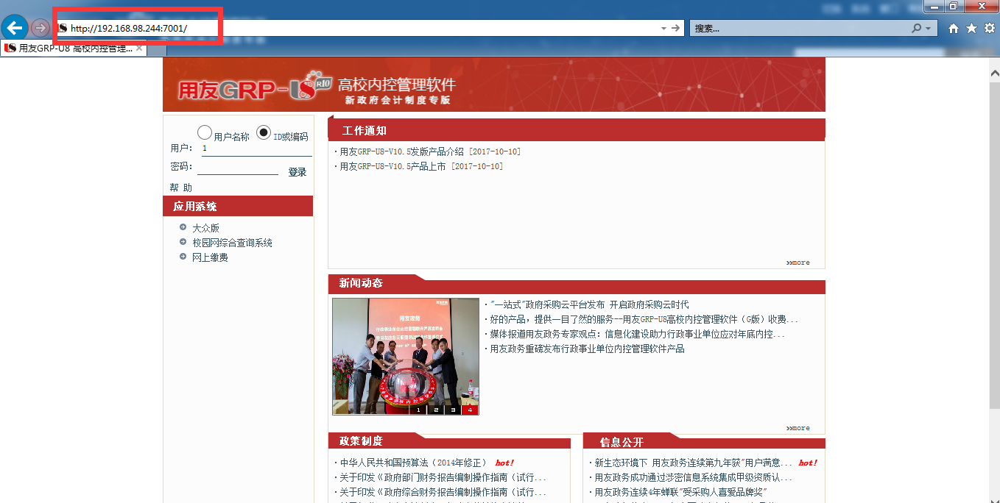 http://192.168.98.244:7001/
搜索...
用友GRP-U8 高校内控管理...
用友GRP-U8 R10 高校内控管理软件
新政府会计制度专版
用户名称 ID或编码
用户: 1
密码:
登录
帮 助
应用系统
大众版
校园网综合查询系统
网上缴费
工作通知
·用友GRP-U8-V10.5发版产品介绍 [2017-10-10]
·用友GRP-U8-V10.5产品上市 [2017-10-10]
»more
新闻动态
用友政务
1 2 3 4
·"一站式"政府采购云平台发布 开启政府采购云时代
·好的产品，提供一目了然的服务--用友GRP-U8高校内控管理软件（G版）收费...
·媒体报道用友政务专家观点：信息化建设助力行政事业单位应对年底内控...
·用友政务重磅发布行政事业单位内控管理软件产品
»more
政策制度
·中华人民共和国预算法（2014年修正） hot!
·关于印发《政府部门财务报告编制操作指南（试行...
·关于印发《政府综合财务报告编制操作指南（试行...
信息公开
·新生态环境下 用友政务连续第九年获"用户满意... hot!
·用友政务成功通过涉密信息系统集成甲级资质认...
·用友政务连续4年蝉联"受采购人喜爱品牌奖"